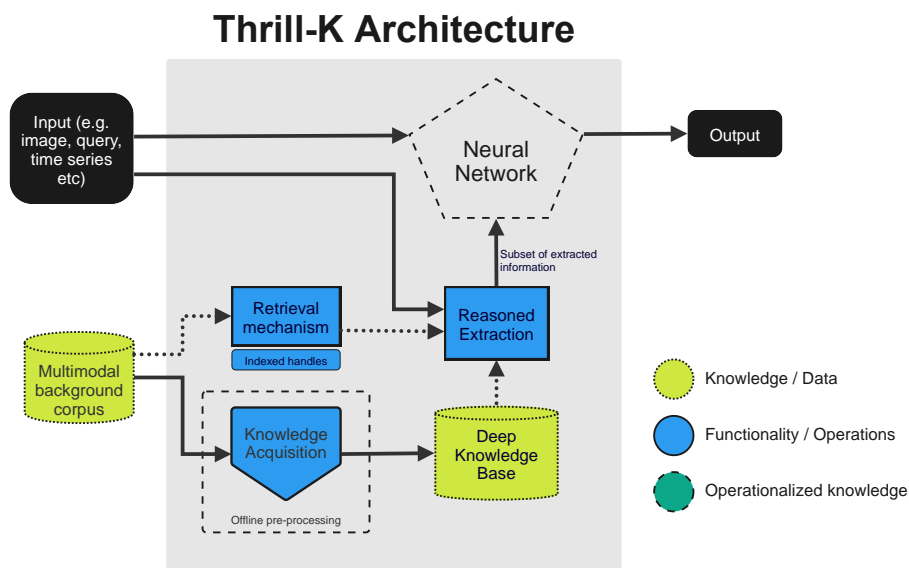 Thrill-K Architecture
Input (e.g.
image, query,
time series
etc)
Neural
Network
Output
Subset of extracted
information
Retrieval
mechanism
Indexed handles
Reasoned
Extraction
Multimodal
background
corpus
Knowledge
Acquisition
Offline pre-processing
Deep
Knowledge
Base
Knowledge / Data
Functionality / Operations
Operationalized knowledge